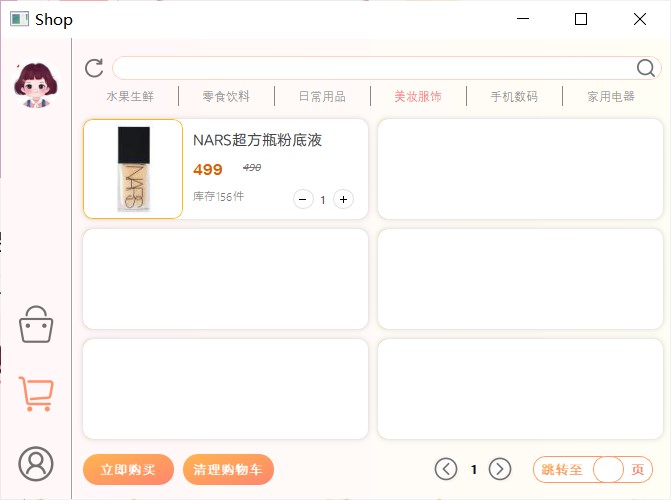 Shop
水果生鲜 零食饮料 日常用品 美妆服饰 手机数码 家用电器
NARS超方瓶粉底液
499 490
库存156件
1
NARS
立即购买 清理购物车 1 跳转至 页